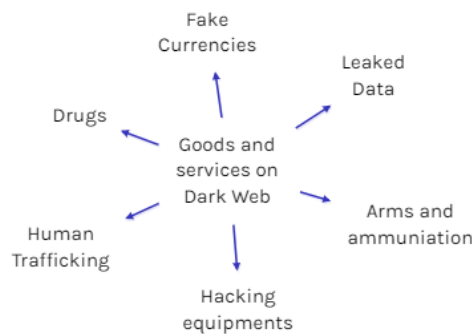 Fake
Currencies
Leaked
Data
Drugs
Goods and
services on
Dark Web
Arms and
ammuniation
Human
Trafficking
Hacking
equipments